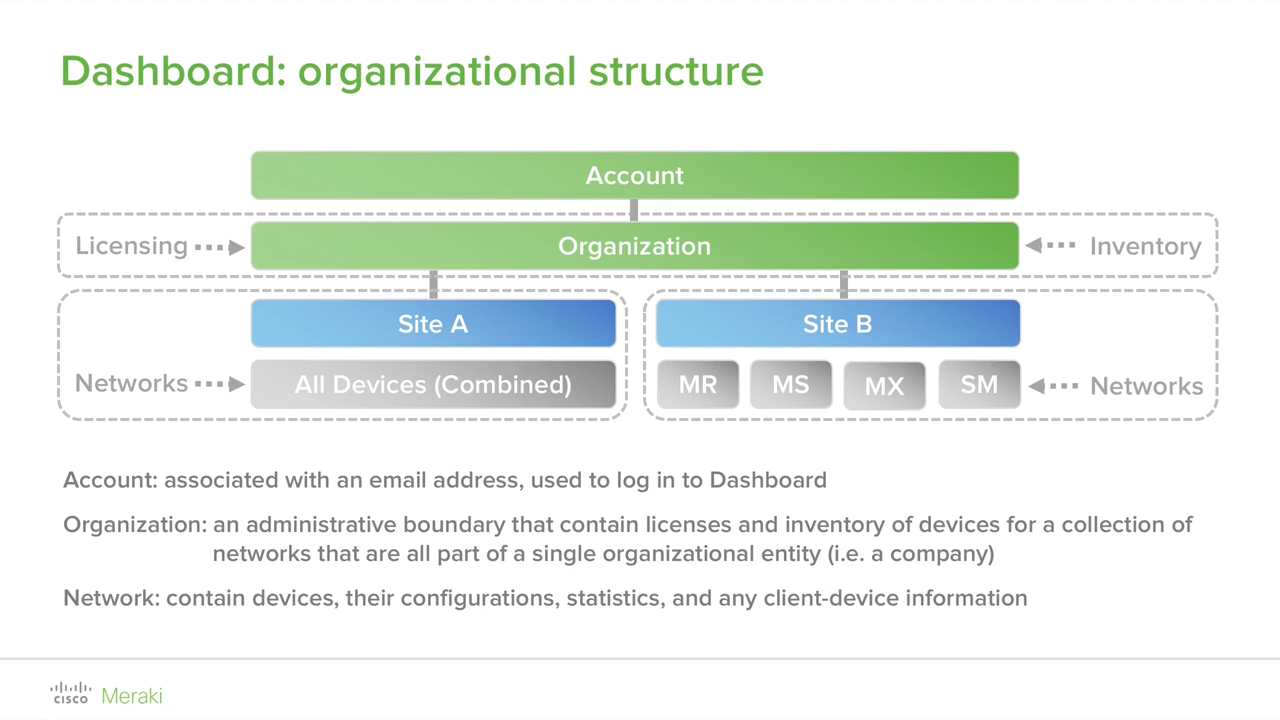 Dashboard: organizational structure
Account
Licensing
Organization
Inventory
Site A
Site B
Networks
All Devices (Combined)
MR
MS
MX
SM
Networks
Account: associated with an email address, used to log in to Dashboard
Organization: an administrative boundary that contain licenses and inventory of devices for a collection of
networks that are all part of a single organizational entity (i.e. a company)
Network: contain devices, their configurations, statistics, and any client-device information
CISCO Meraki